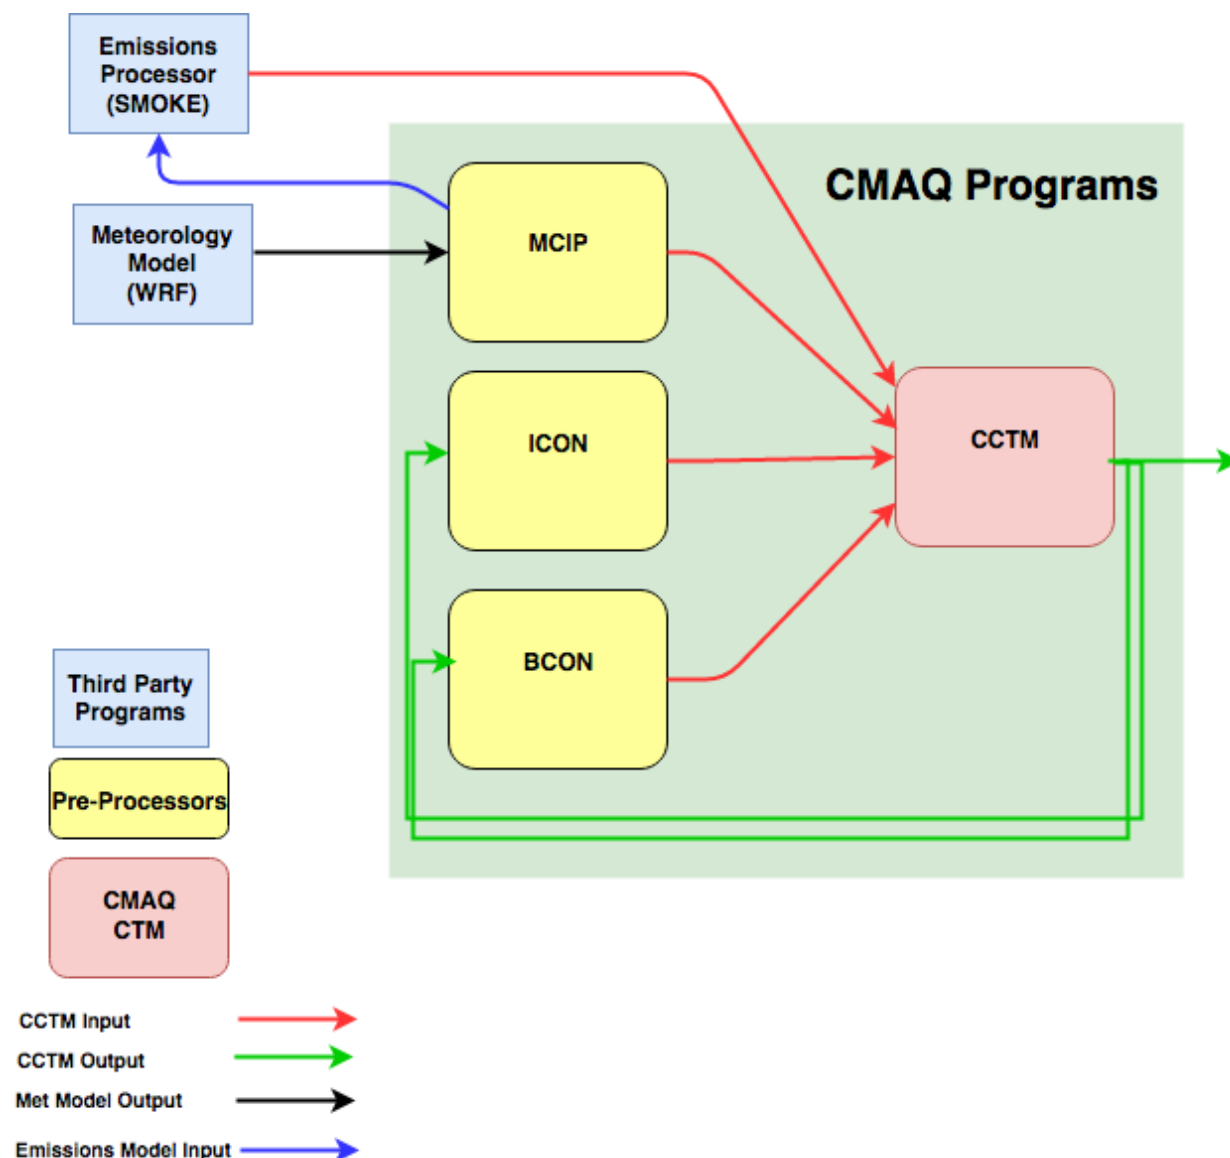 Emissions
Processor
(SMOKE)
CMAQ Programs
MCIP
Meteorology
Model
(WRF)
ICON
CCTM
BCON
Third Party
Programs
Pre-Processors
CMAQ
CTM
CCTM Input
CCTM Output
Met Model Output
Emissions Model Input